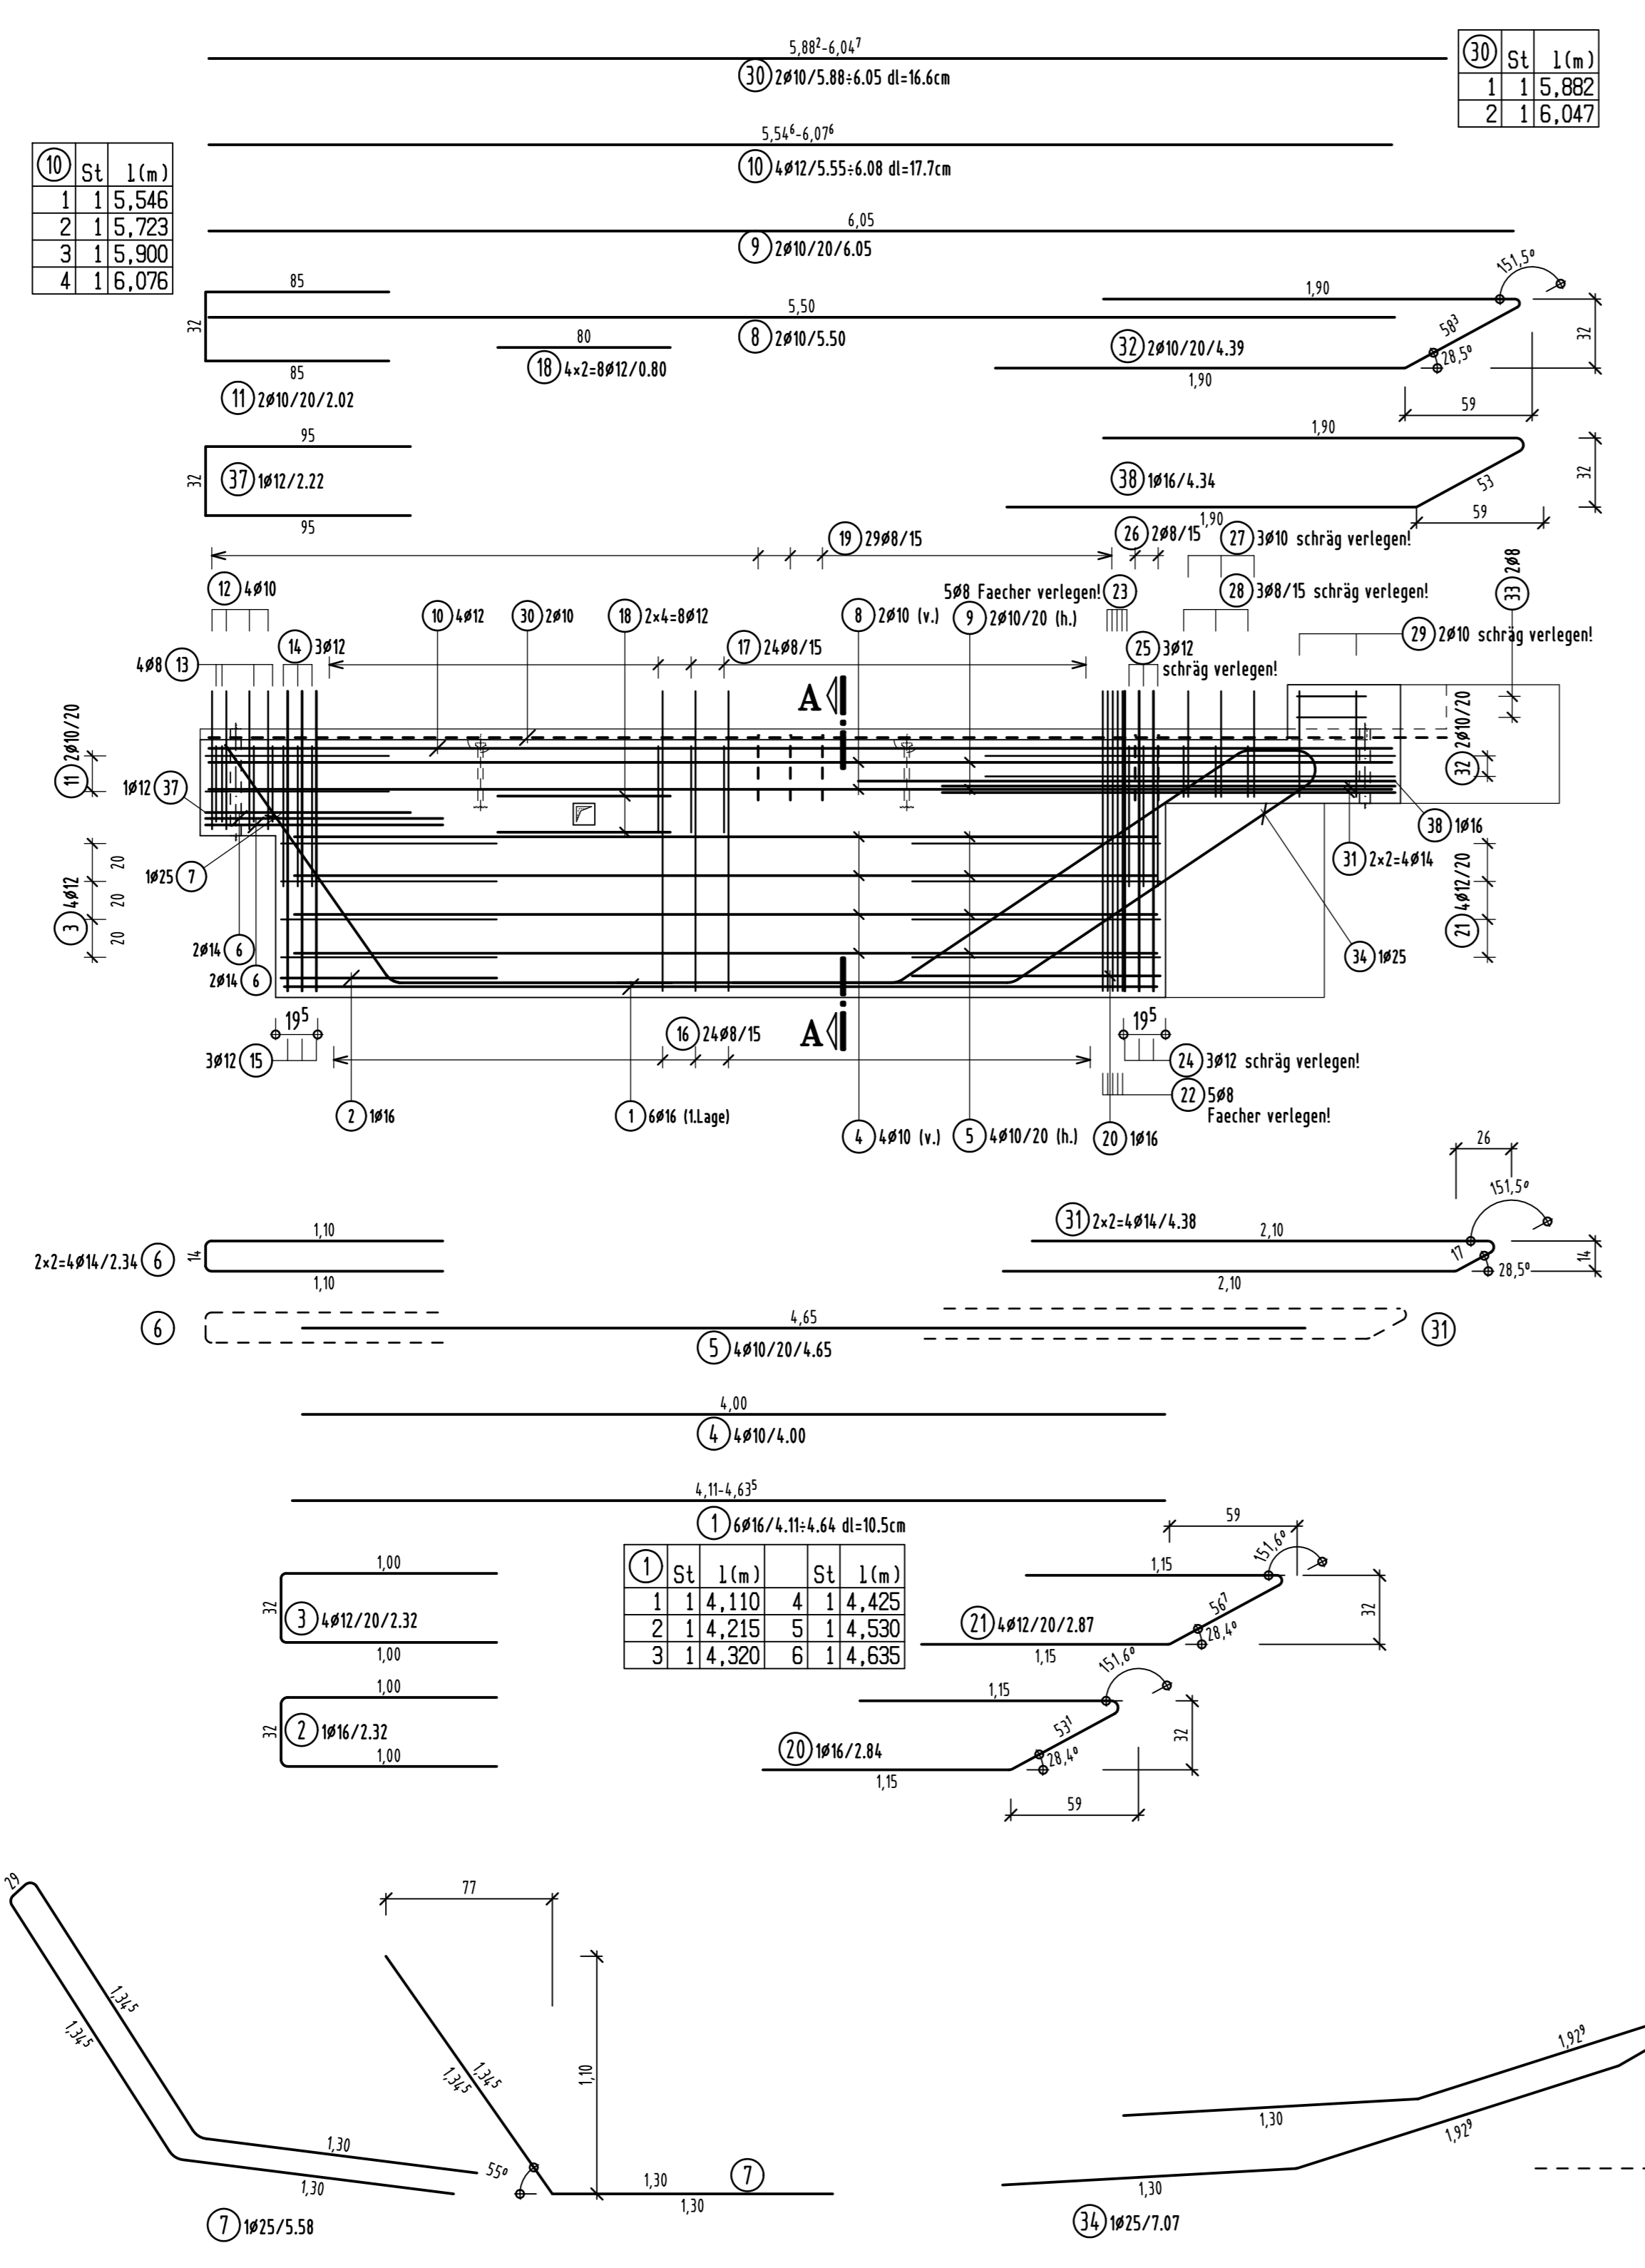 5,88²-6,04⁷
30 2ø10/5.88÷6.05 dl=16.6cm
30 St l(m)
1 1 5,882
2 1 6,047
5,54⁶-6,07⁶
10 4ø12/5.55÷6.08 dl=17.7cm
10 St l(m)
1 1 5,546
2 1 5,723
3 1 5,900
4 1 6,076
6,05
9 2ø10/20/6.05
85
32
85
11 2ø10/20/2.02
5,50
8 2ø10/5.50
80
18 4×2=8ø12/0.80
1,90
151,5°
58³
28,5°
32
32 2ø10/20/4.39
1,90
59
95
32
37 1ø12/2.22
95
1,90
38 1ø16/4.34
53
32
1,90
59
19 29ø8/15
26 2ø8/15
27 3ø10 schräg verlegen!
12 4ø10
5ø8 Faecher verlegen! 23
28 3ø8/15 schräg verlegen!
33 2ø8
10 4ø12
30 2ø10
18 2×4=8ø12
8 2ø10 (v.)
9 2ø10/20 (h.)
29 2ø10 schräg verlegen!
14 3ø12
17 24ø8/15
25 3ø12
schräg verlegen!
4ø8 13
A
11 2ø10/20
32 2ø10/20
1ø12 37
38 1ø16
1ø25 7
31 2×2=4ø14
3 4ø12
20
20
20
21 4ø12/20
2ø14 6
2ø14 6
34 1ø25
19⁵
3ø12 15
16 24ø8/15
A
19⁵
24 3ø12 schräg verlegen!
22 5ø8
Faecher verlegen!
2 1ø16
1 6ø16 (1.Lage)
4 4ø10 (v.)
5 4ø10/20 (h.)
20 1ø16
26
151,5°
2×2=4ø14/2.34 6
1,10
14
1,10
31 2×2=4ø14/4.38
2,10
17
14
28,5°
2,10
6
4,65
5 4ø10/20/4.65
31
4,00
4 4ø10/4.00
4,11-4,63⁵
1 6ø16/4.11÷4.64 dl=10.5cm
1 St l(m) St l(m)
1 1 4,110 4 1 4,425
2 1 4,215 5 1 4,530
3 1 4,320 6 1 4,635
1,00
32
3 4ø12/20/2.32
1,00
59
151,6°
1,15
56⁷
32
21 4ø12/20/2.87
28,4°
1,15
1,00
32
2 1ø16/2.32
1,00
151,6°
1,15
53¹
32
20 1ø16/2.84
28,4°
1,15
59
29
77
1,34⁵
1,34⁵
1,34⁵
1,34⁵
1,10
1,30
1,30
55°
1,30
1,30
7
7 1ø25/5.58
1,92⁹
1,30
1,92⁹
1,30
34 1ø25/7.07